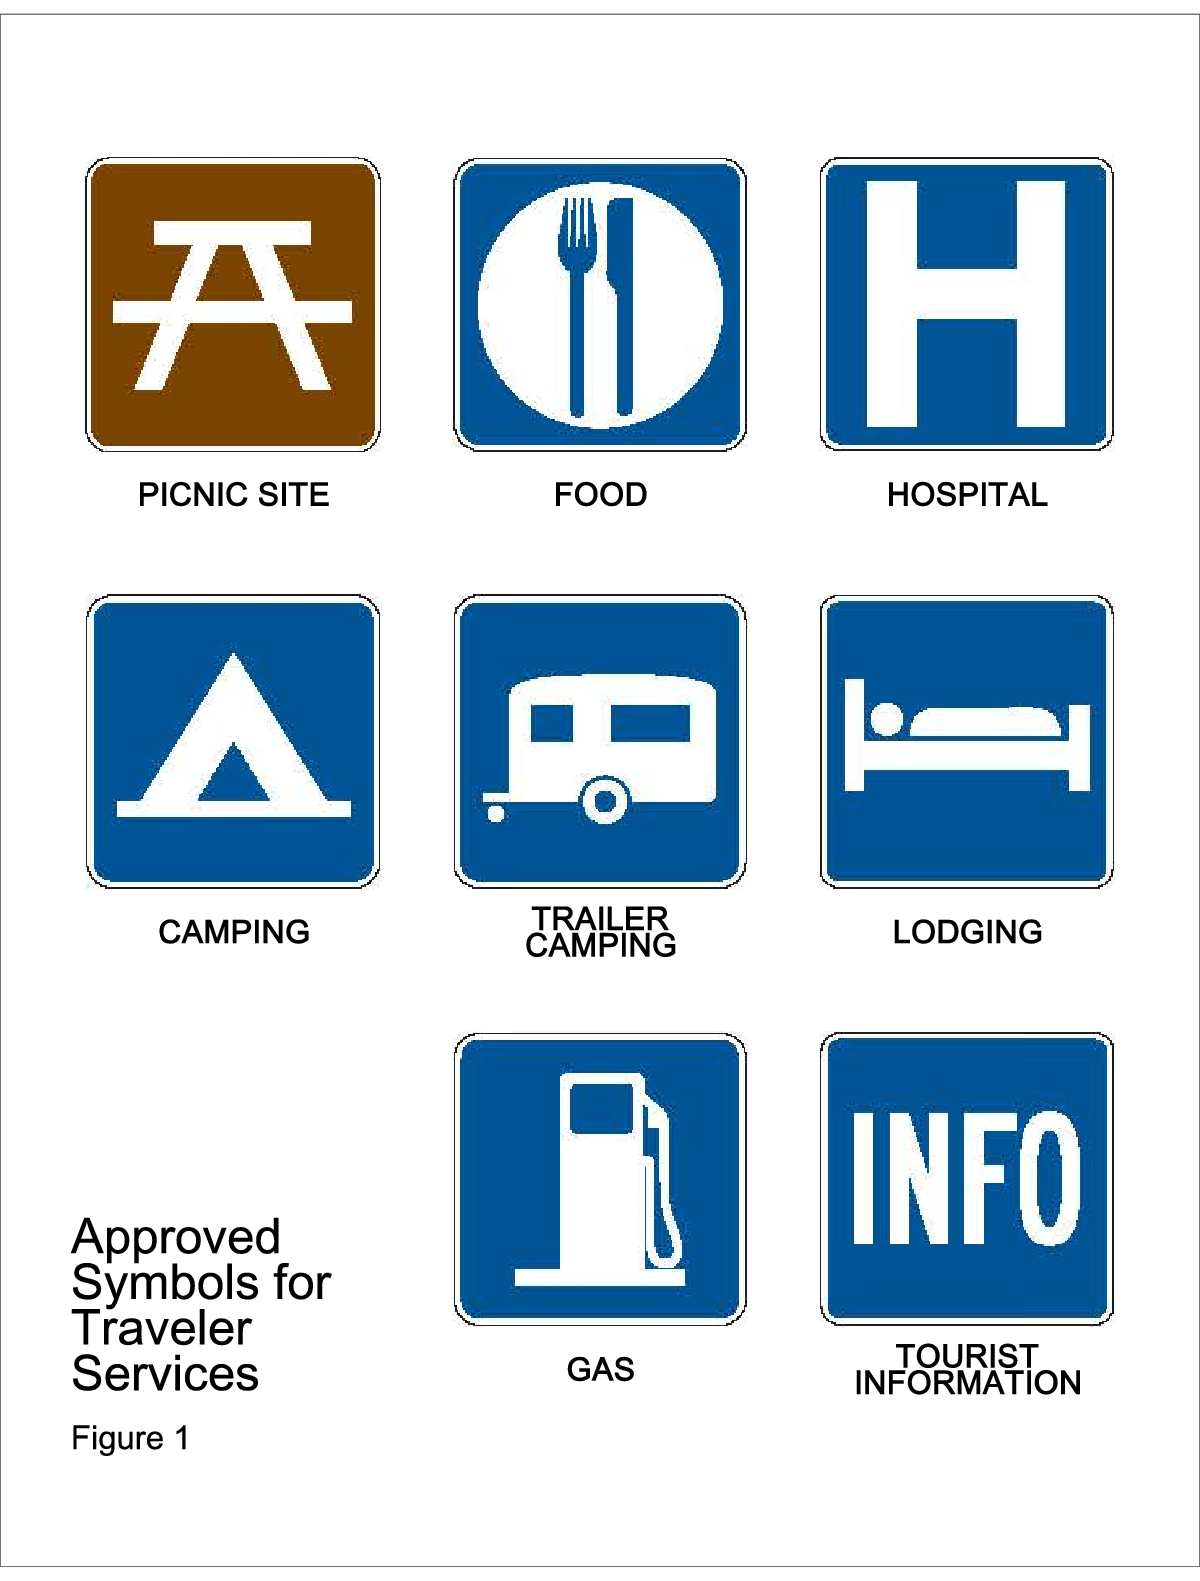 H
PICNIC SITE
FOOD
HOSPITAL
CAMPING
TRAILER
CAMPING
LODGING
INFO
GAS
TOURIST
INFORMATION
Approved
Symbols for
Traveler
Services
Figure 1